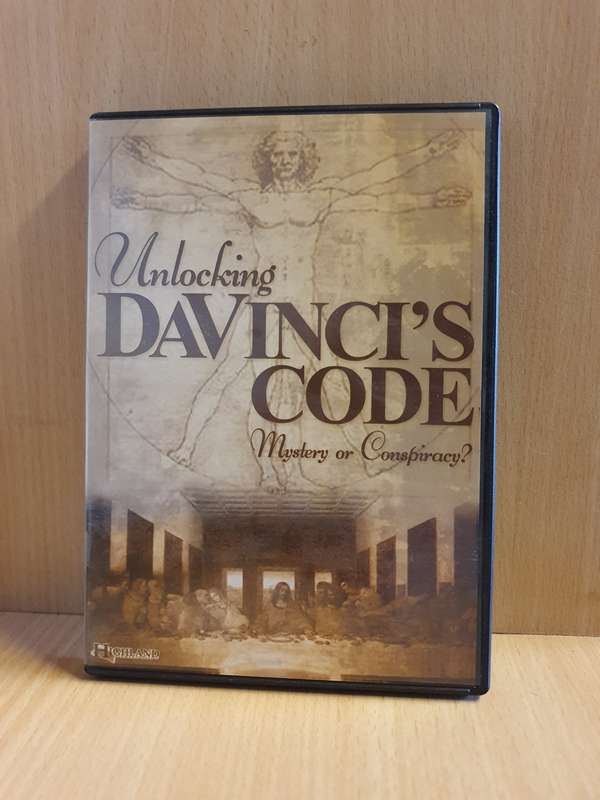 Unlocking
DAVINCI'S
CODE
Mystery or Conspiracy?
HIGHLAND